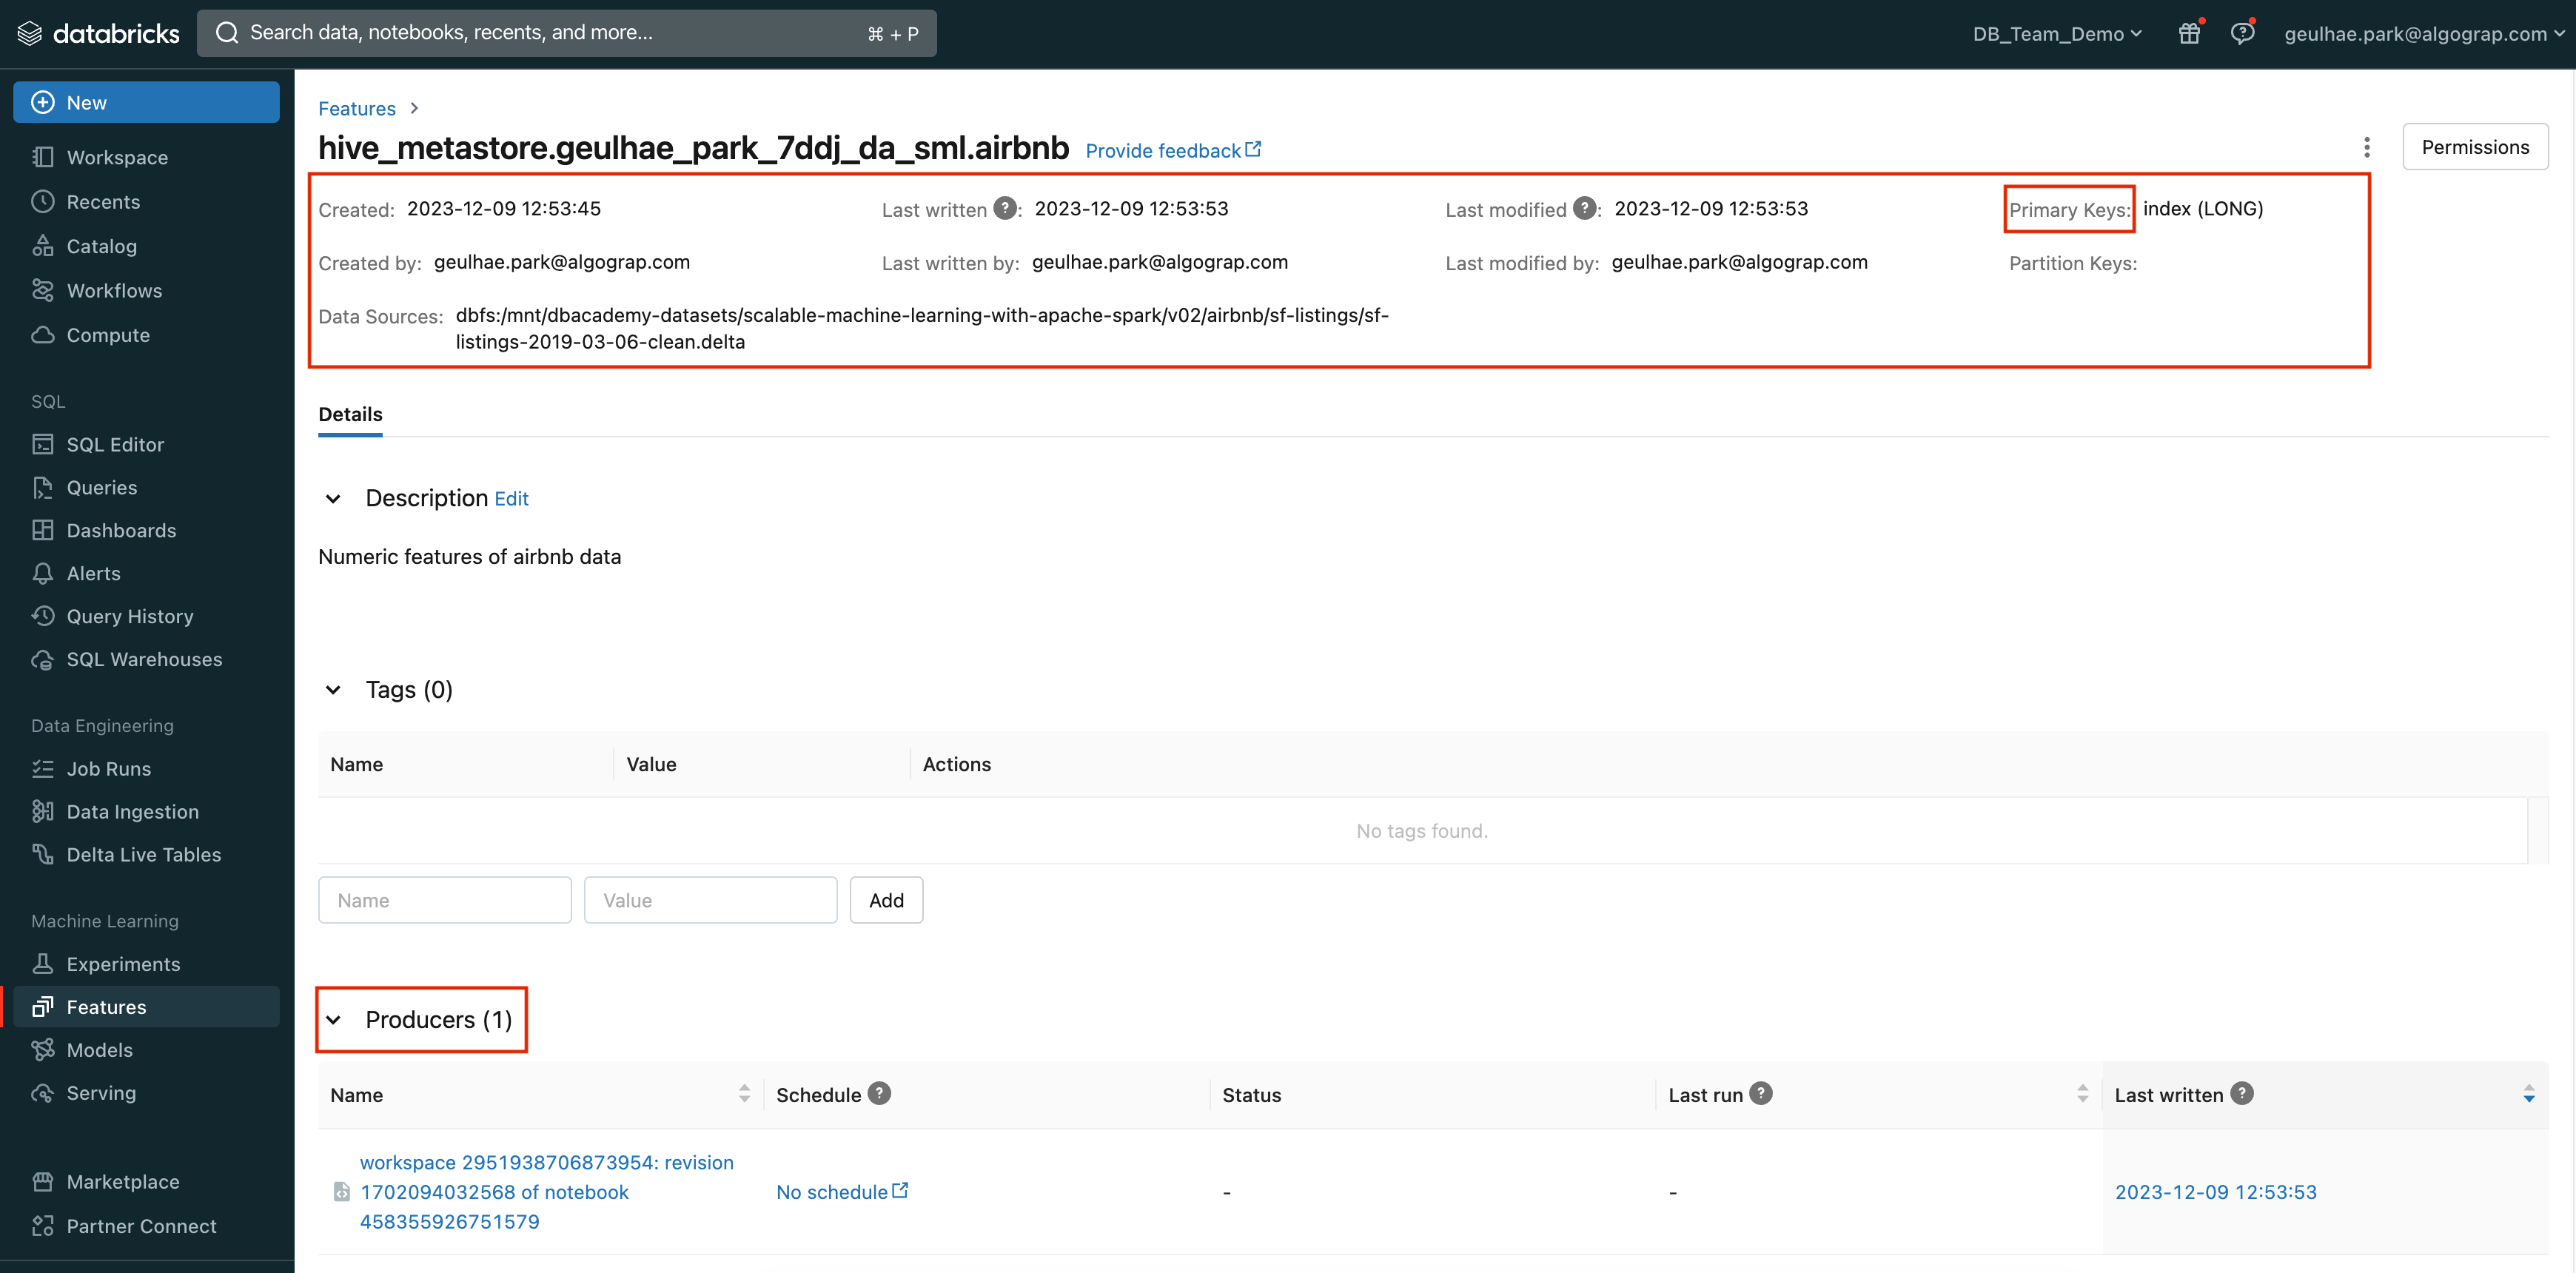 databricks
Search data, notebooks, recents, and more...
⌘ + P
DB_Team_Demo
geulhae.park@algograp.com
New
Workspace
Recents
Catalog
Workflows
Compute
SQL
SQL Editor
Queries
Dashboards
Alerts
Query History
SQL Warehouses
Data Engineering
Job Runs
Data Ingestion
Delta Live Tables
Machine Learning
Experiments
Features
Models
Serving
Marketplace
Partner Connect
Features >
hive_metastore.geulhae_park_7ddj_da_sml.airbnb Provide feedback
Permissions
Created: 2023-12-09 12:53:45
Last written ?: 2023-12-09 12:53:53
Last modified ?: 2023-12-09 12:53:53
Primary Keys: index (LONG)
Created by: geulhae.park@algograp.com
Last written by: geulhae.park@algograp.com
Last modified by: geulhae.park@algograp.com
Partition Keys:
Data Sources: dbfs:/mnt/dbacademy-datasets/scalable-machine-learning-with-apache-spark/v02/airbnb/sf-listings/sf-
listings-2019-03-06-clean.delta
Details
Description Edit
Numeric features of airbnb data
Tags (0)
Name Value Actions
No tags found.
Name Value Add
Producers (1)
Name Schedule ? Status Last run ? Last written ?
workspace 2951938706873954: revision
1702094032568 of notebook
458355926751579
No schedule
-
-
2023-12-09 12:53:53